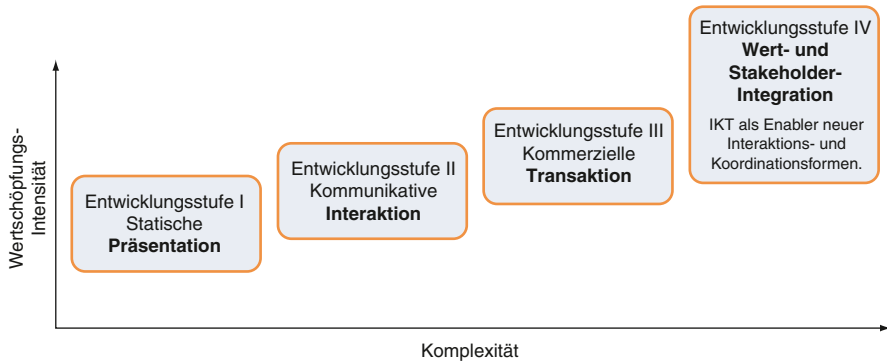 Wertschöpfungs-
Intensität
Entwicklungsstufe I
Statische
Präsentation
Entwicklungsstufe II
Kommunikative
Interaktion
Entwicklungsstufe III
Kommerzielle
Transaktion
Entwicklungsstufe IV
Wert- und
Stakeholder-
Integration
IKT als Enabler neuer
Interaktions- und
Koordinationsformen.
Komplexität